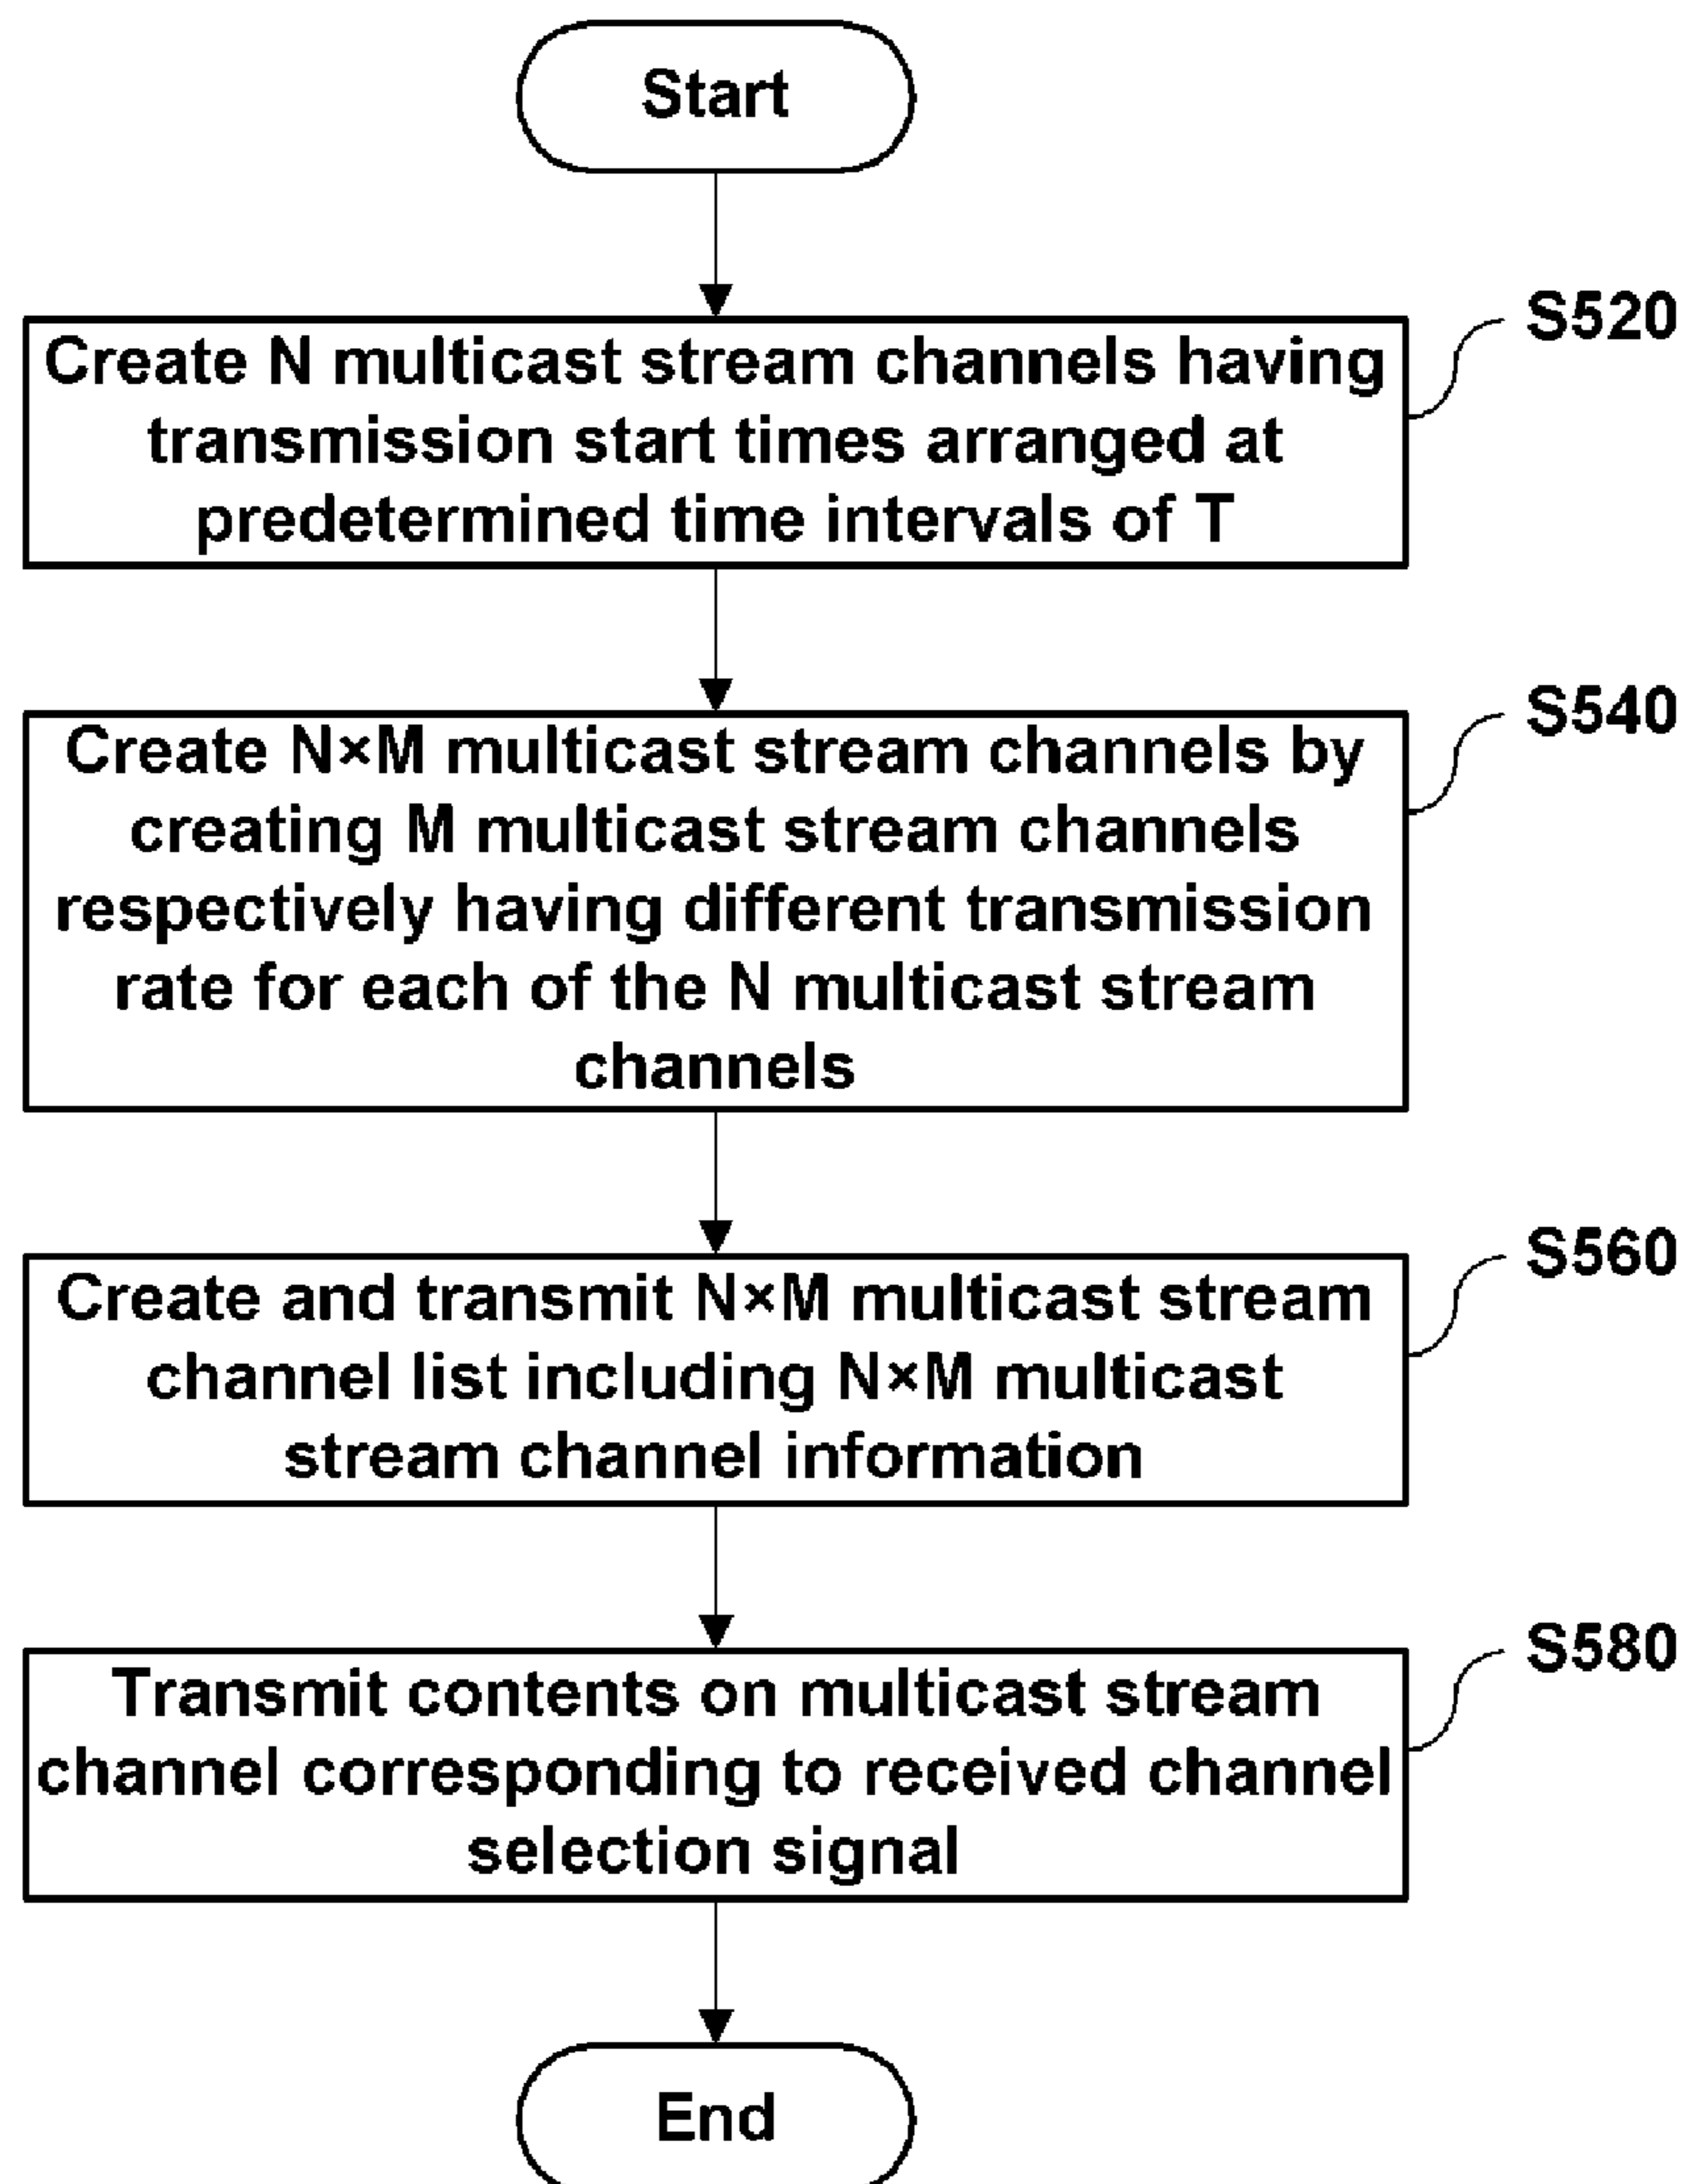 Start
S520
Create N multicast stream channels having
transmission start times arranged at
predetermined time intervals of T
S540
Create N×M multicast stream channels by
creating M multicast stream channels
respectively having different transmission
rate for each of the N multicast stream
channels
S560
Create and transmit N×M multicast stream
channel list including N×M multicast
stream channel information
S580
Transmit contents on multicast stream
channel corresponding to received channel
selection signal
End